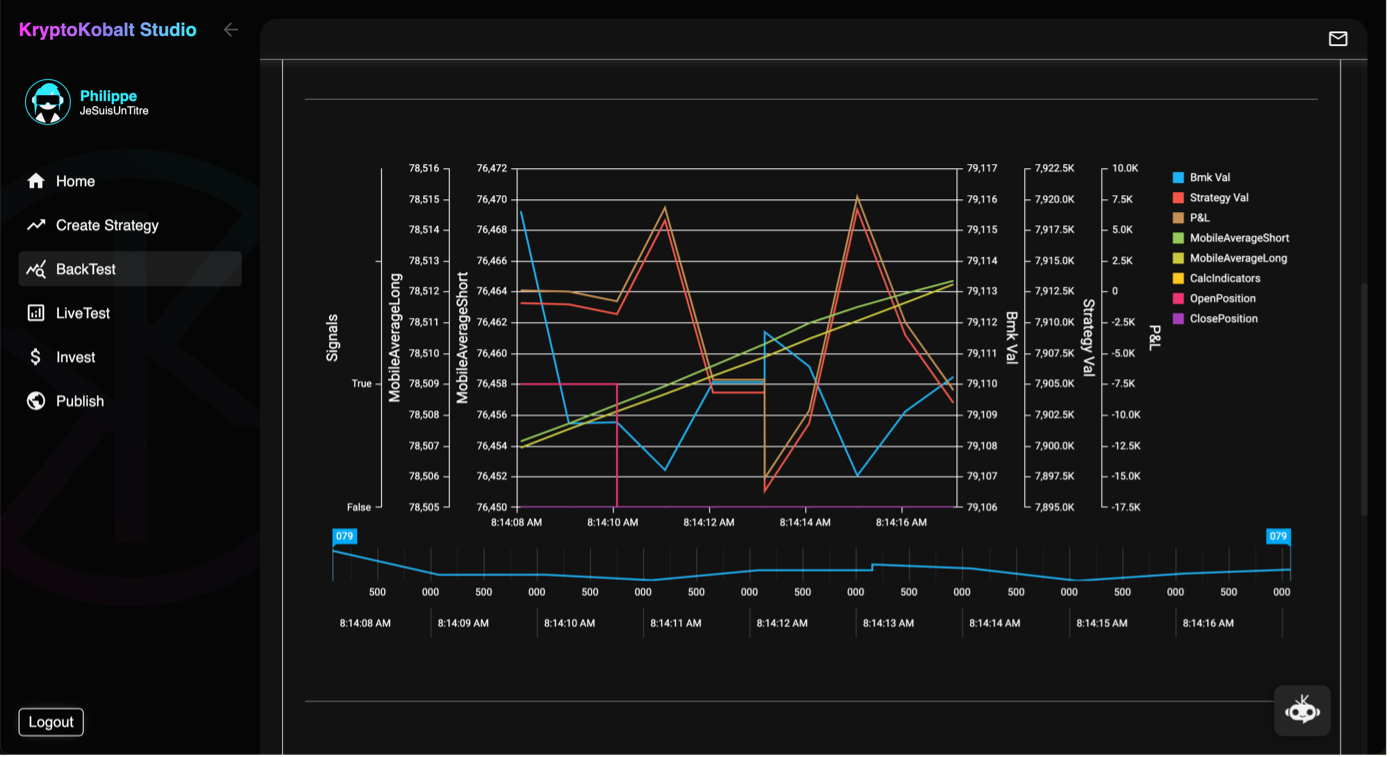 KryptoKobalt Studio
Philippe
JeSuisUnTitre
Home
Create Strategy
BackTest
LiveTest
Invest
Publish
Logout
Signals
True
False
MobileAverageLong
78,516
78,515
78,514
78,513
78,512
78,511
78,510
78,509
78,508
78,507
78,506
78,505
MobileAverageShort
76,472
76,470
76,468
76,466
76,464
76,462
76,460
76,458
76,456
76,454
76,452
76,450
79,117
79,116
79,115
79,114
79,113
79,112
79,111
79,110
79,109
79,108
79,107
79,106
Bmk Val
7,922.5K
7,920.0K
7,917.5K
7,915.0K
7,912.5K
7,910.0K
7,907.5K
7,905.0K
7,902.5K
7,900.0K
7,897.5K
7,895.0K
Strategy Val
10.0K
7.5K
5.0K
2.5K
0
-2.5K
-5.0K
-7.5K
-10.0K
-12.5K
-15.0K
-17.5K
P&L
Bmk Val
Strategy Val
P&L
MobileAverageShort
MobileAverageLong
CalcIndicators
OpenPosition
ClosePosition
8:14:08 AM 8:14:10 AM 8:14:12 AM 8:14:14 AM 8:14:16 AM
079 079
500 000 500 000 500 000 500 000 500 000 500 000 500 000 500 000 500 000
8:14:08 AM 8:14:09 AM 8:14:10 AM 8:14:11 AM 8:14:12 AM 8:14:13 AM 8:14:14 AM 8:14:15 AM 8:14:16 AM